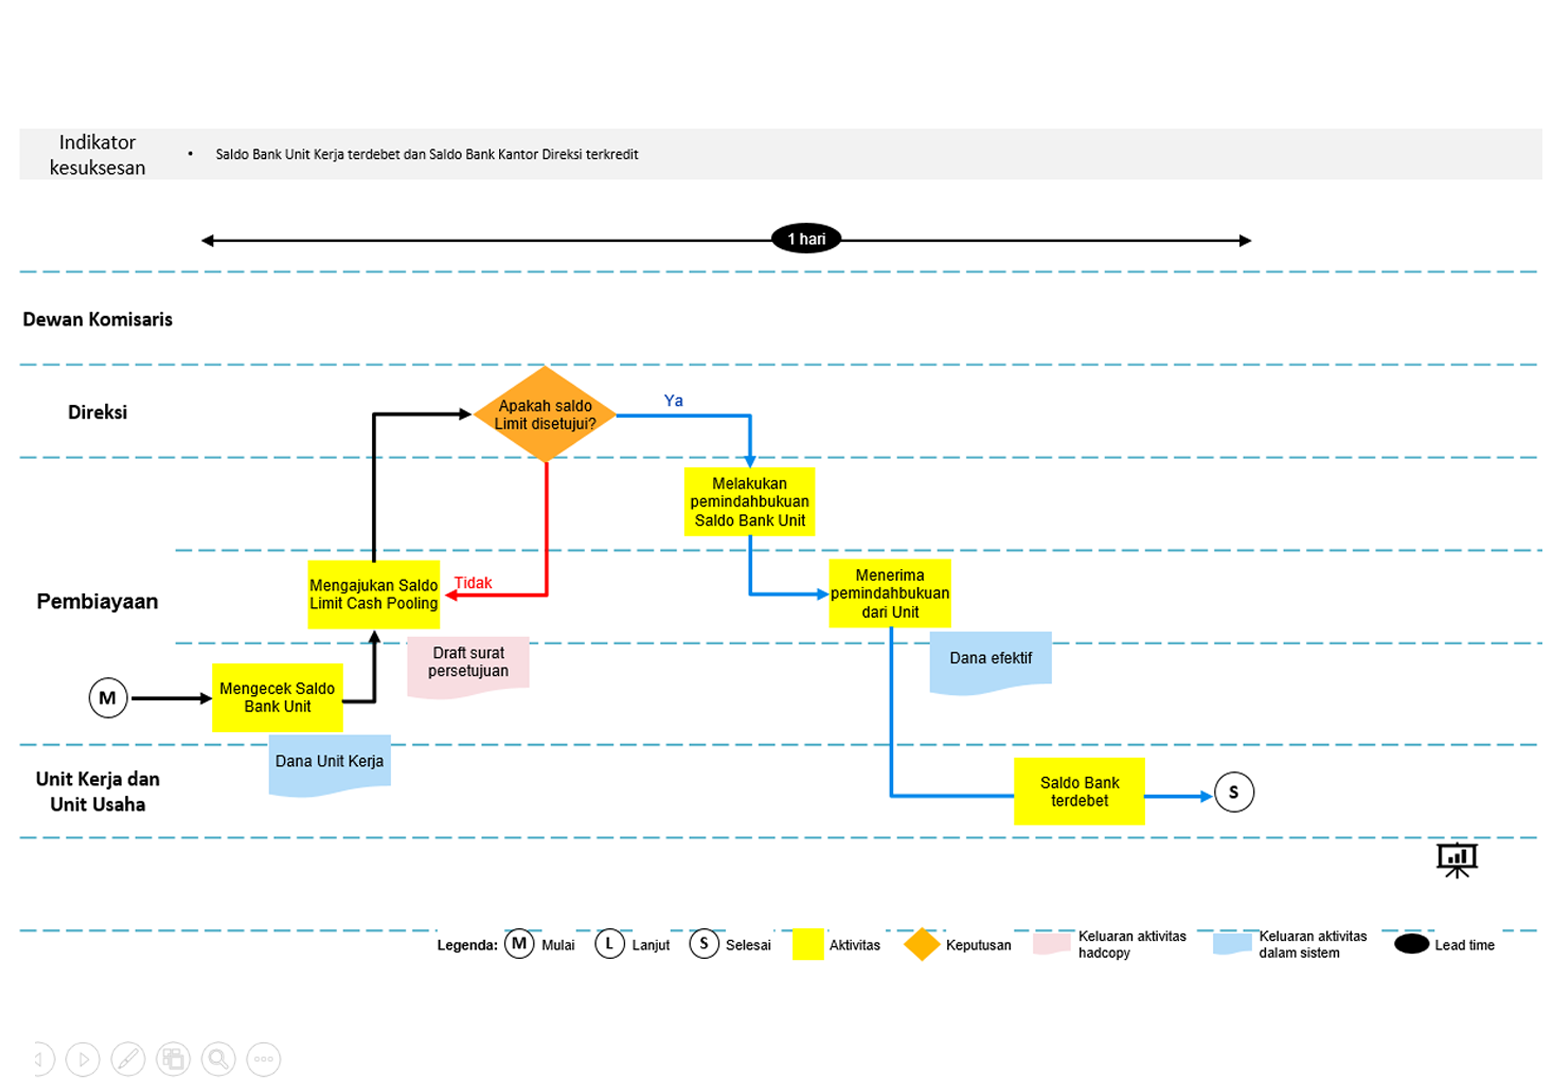 Indikator
kesuksesan
• Saldo Bank Unit Kerja terdebet dan Saldo Bank Kantor Direksi terkredit
1 hari
Dewan Komisaris
Direksi
Apakah saldo
Limit disetujui?
Ya
Melakukan
pemindahbukuan
Saldo Bank Unit
Pembiayaan
Mengajukan Saldo
Limit Cash Pooling
Tidak
Menerima
pemindahbukuan
dari Unit
Draft surat
persetujuan
Dana efektif
M
Mengecek Saldo
Bank Unit
Dana Unit Kerja
Unit Kerja dan
Unit Usaha
Saldo Bank
terdebet
S
Legenda:
M
Mulai
L
Lanjut
S
Selesai
Aktivitas
Keputusan
Keluaran aktivitas
hadcopy
Keluaran aktivitas
dalam sistem
Lead time